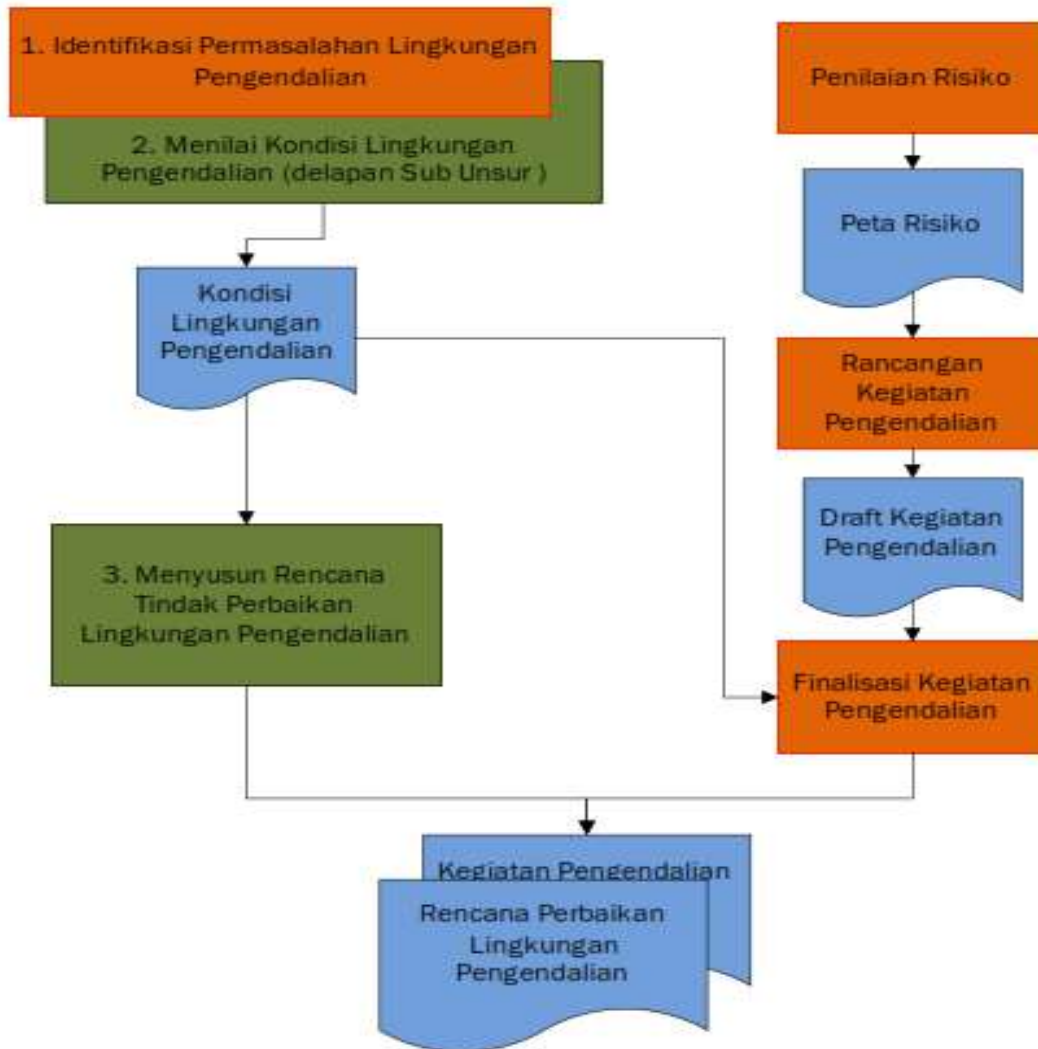 1. Identifikasi Permasalahan Lingkungan
Pengendalian
2. Menilai Kondisi Lingkungan
Pengendalian (delapan Sub Unsur )
Kondisi
Lingkungan
Pengendalian
3. Menyusun Rencana
Tindak Perbaikan
Lingkungan Pengendalian
Penilaian Risiko
Peta Risiko
Rancangan
Kegiatan
Pengendalian
Draft Kegiatan
Pengendalian
Finalisasi Kegiatan
Pengendalian
Kegiatan Pengendalian
Rencana Perbaikan
Lingkungan
Pengendalian